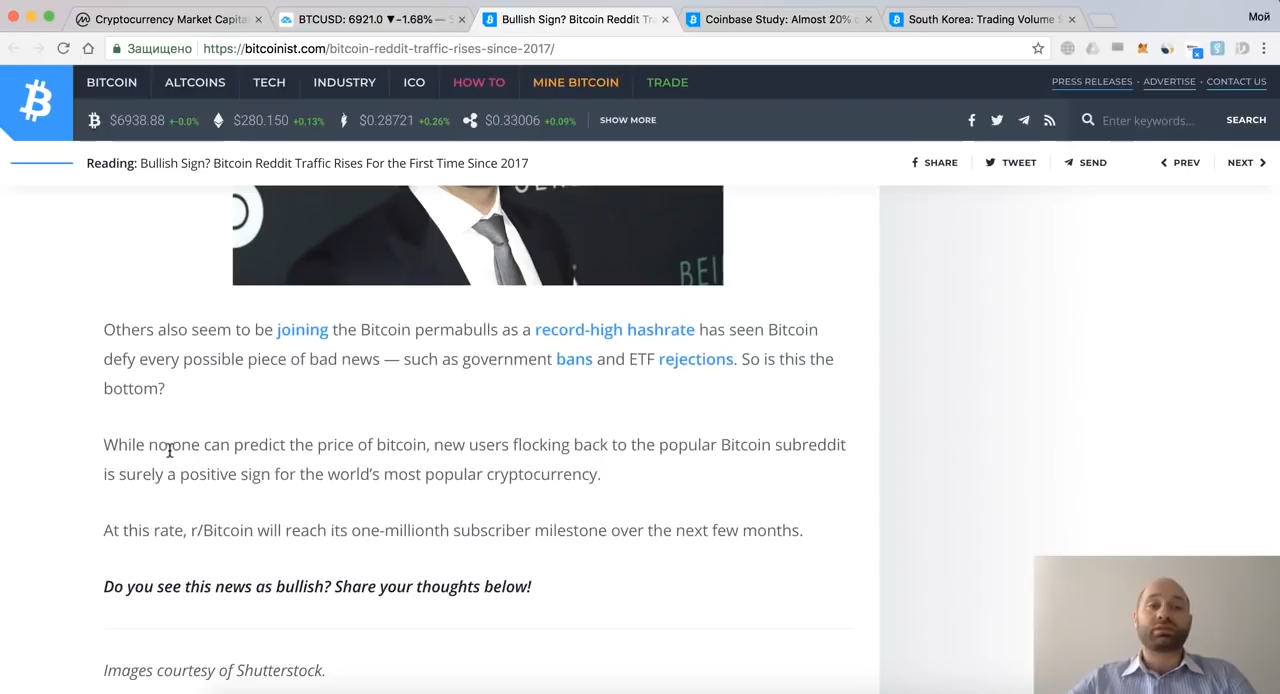 Cryptocurrency Market Capita
BTCUSD: 6921.0 ▼−1.68% —
Bullish Sign? Bitcoin Reddit Tra
Coinbase Study: Almost 20% o
South Korea: Trading Volume S
Мой
Защищено
https://bitcoinist.com/bitcoin-reddit-traffic-rises-since-2017/
BITCOIN ALTCOINS TECH INDUSTRY ICO HOW TO MINE BITCOIN TRADE
PRESS RELEASES • ADVERTISE • CONTACT US
$6938.88 +-0.0% $280.150 +0.13% $0.28721 +0.26% $0.33006 +0.09% SHOW MORE
Enter keywords... SEARCH
Reading: Bullish Sign? Bitcoin Reddit Traffic Rises For the First Time Since 2017
SHARE TWEET SEND PREV NEXT
BEI
Others also seem to be joining the Bitcoin permabulls as a record-high hashrate has seen Bitcoin
defy every possible piece of bad news — such as government bans and ETF rejections. So is this the
bottom?
While no one can predict the price of bitcoin, new users flocking back to the popular Bitcoin subreddit
is surely a positive sign for the world's most popular cryptocurrency.
At this rate, r/Bitcoin will reach its one-millionth subscriber milestone over the next few months.
Do you see this news as bullish? Share your thoughts below!
Images courtesy of Shutterstock.